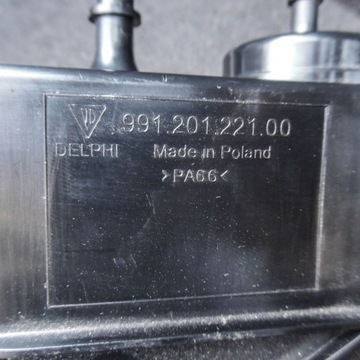 991.201.221.00
DELPHI Made in Poland
>PA66<